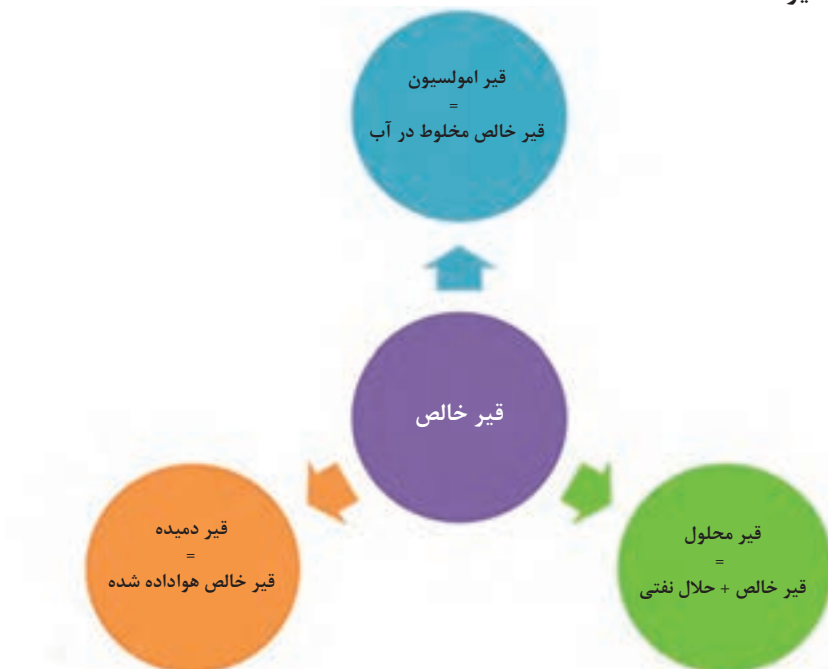 قیر امولسیون
=
قیر خالص مخلوط در آب
قیر خالص
قیر محلول
=
قیر خالص + حلال نفتی
قیر دمیده
=
قیر خالص هواداده شده